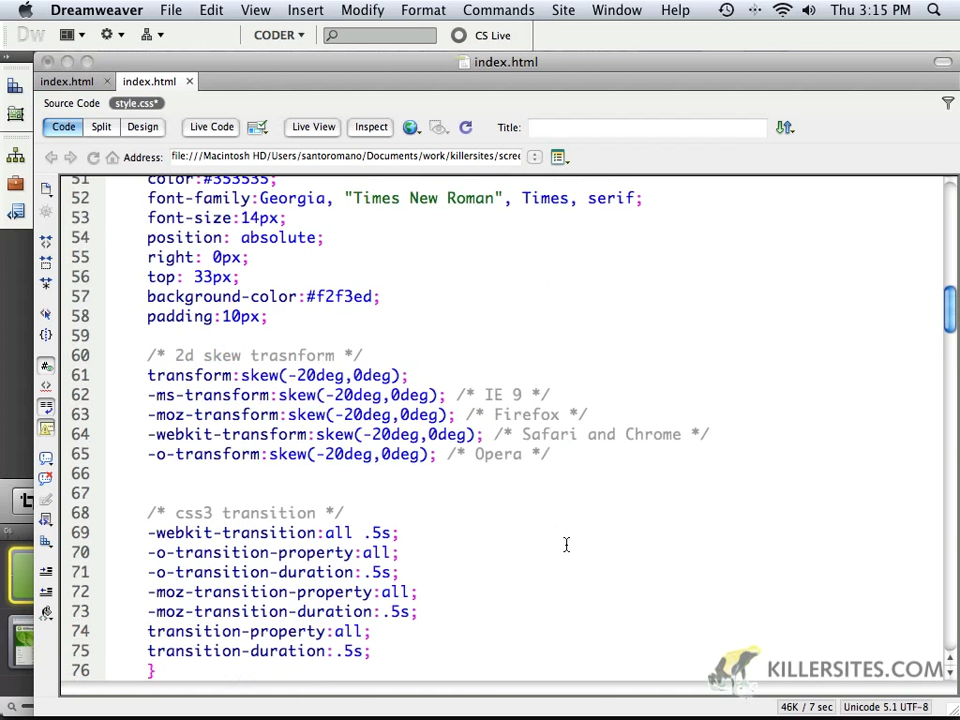 Dreamweaver File Edit View Insert Modify Format Commands Site Window Help Thu 3:15 PM
Dw CODER CS Live
index.html
index.html index.html
Source Code style.css*
Code Split Design Live Code Live View Inspect Title:
Address: file:///Macintosh HD/Users/santoromano/Documents/work/killersites/scree
51 color:#353535;
52 font-family:Georgia, "Times New Roman", Times, serif;
53 font-size:14px;
54 position: absolute;
55 right: 0px;
56 top: 33px;
57 background-color:#f2f3ed;
58 padding:10px;
59
60 /* 2d skew trasnform */
61 transform:skew(-20deg,0deg);
62 -ms-transform:skew(-20deg,0deg); /* IE 9 */
63 -moz-transform:skew(-20deg,0deg); /* Firefox */
64 -webkit-transform:skew(-20deg,0deg); /* Safari and Chrome */
65 -o-transform:skew(-20deg,0deg); /* Opera */
66
67
68 /* css3 transition */
69 -webkit-transition:all .5s;
70 -o-transition-property:all;
71 -o-transition-duration:.5s;
72 -moz-transition-property:all;
73 -moz-transition-duration:.5s;
74 transition-property:all;
75 transition-duration:.5s;
76 }
KILLERSITES.COM
46K / 7 sec Unicode 5.1 UTF-8